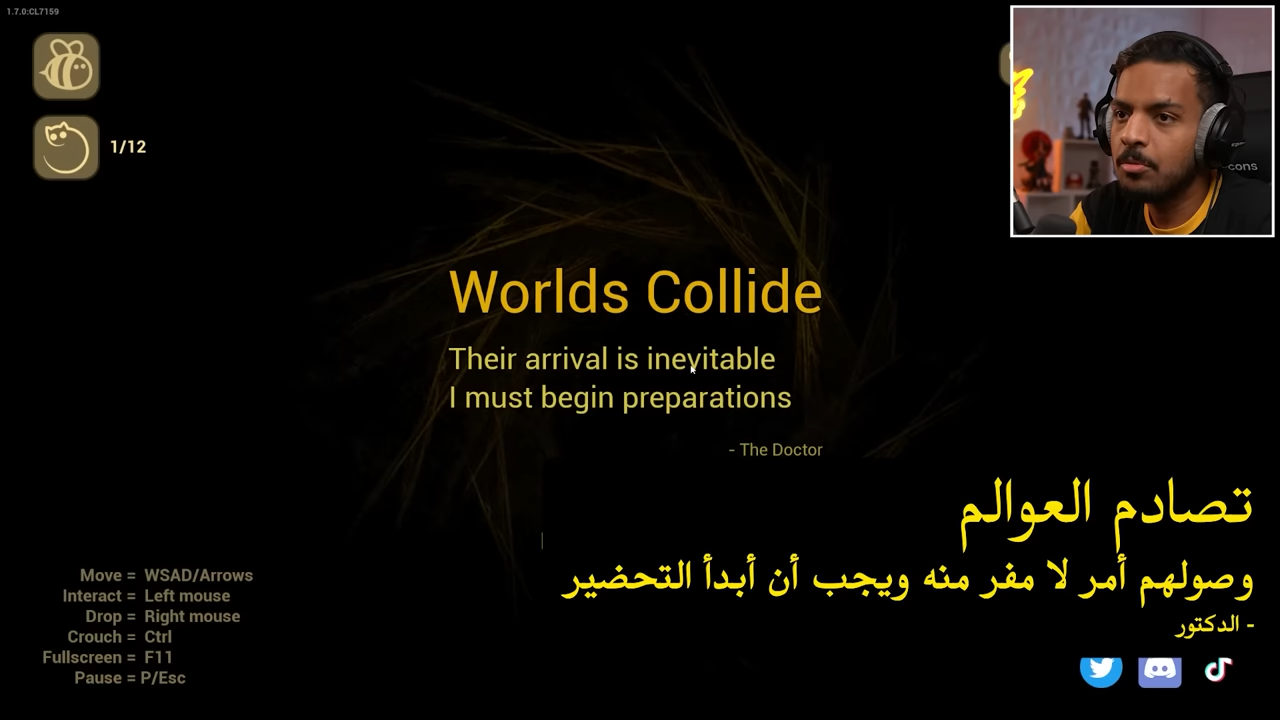 1.7.0:CL7159
1/12
Worlds Collide
Their arrival is inevitable
I must begin preparations
- The Doctor
تصادم العوالم
وصولهم أمر لا مفر منه ويجب أن أبدأ التحضير
- الدكتور
Move = WSAD/Arrows
Interact = Left mouse
Drop = Right mouse
Crouch = Ctrl
Fullscreen = F11
Pause = P/Esc
-cons